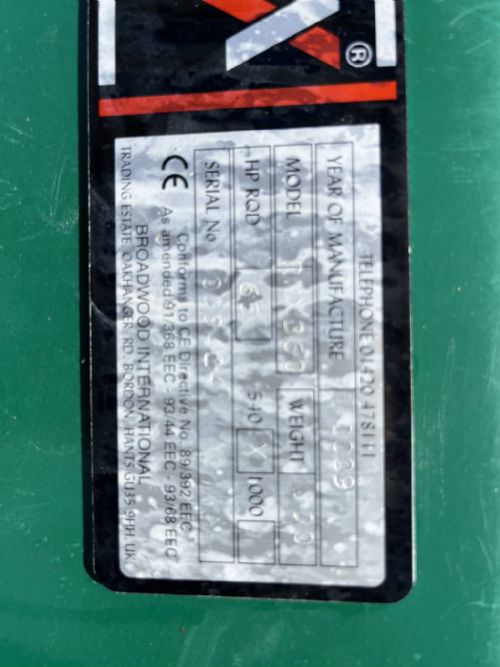 ®
TELEPHONE 01420 478111
YEAR OF MANUFACTURE 2009
MODEL WEIGHT
HP RQD 65 540 X 1000
SERIAL No
CE Conforms to CE Directive No. 89/392 EEC
As amended 91/368 EEC - 93/44 EEC - 93/68 EEC
BROADWOOD INTERNATIONAL
TRADING ESTATE, OAKHANGER RD. BORDON, HANTS GU35 9HH UK